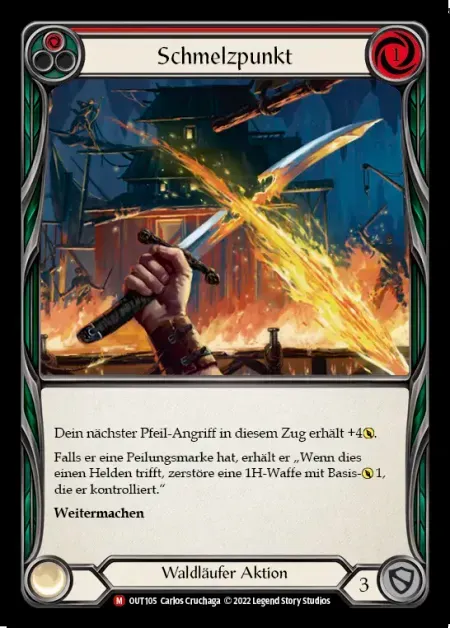 Schmelzpunkt
1
Dein nächster Pfeil-Angriff in diesem Zug erhält +4.
Falls er eine Peilungsmarke hat, erhält er „Wenn dies
einen Helden trifft, zerstöre eine 1H-Waffe mit Basis- 1,
die er kontrolliert.“
Weitermachen
Waldläufer Aktion
3
M OUT105 Carlos Cruchaga © 2022 Legend Story Studios